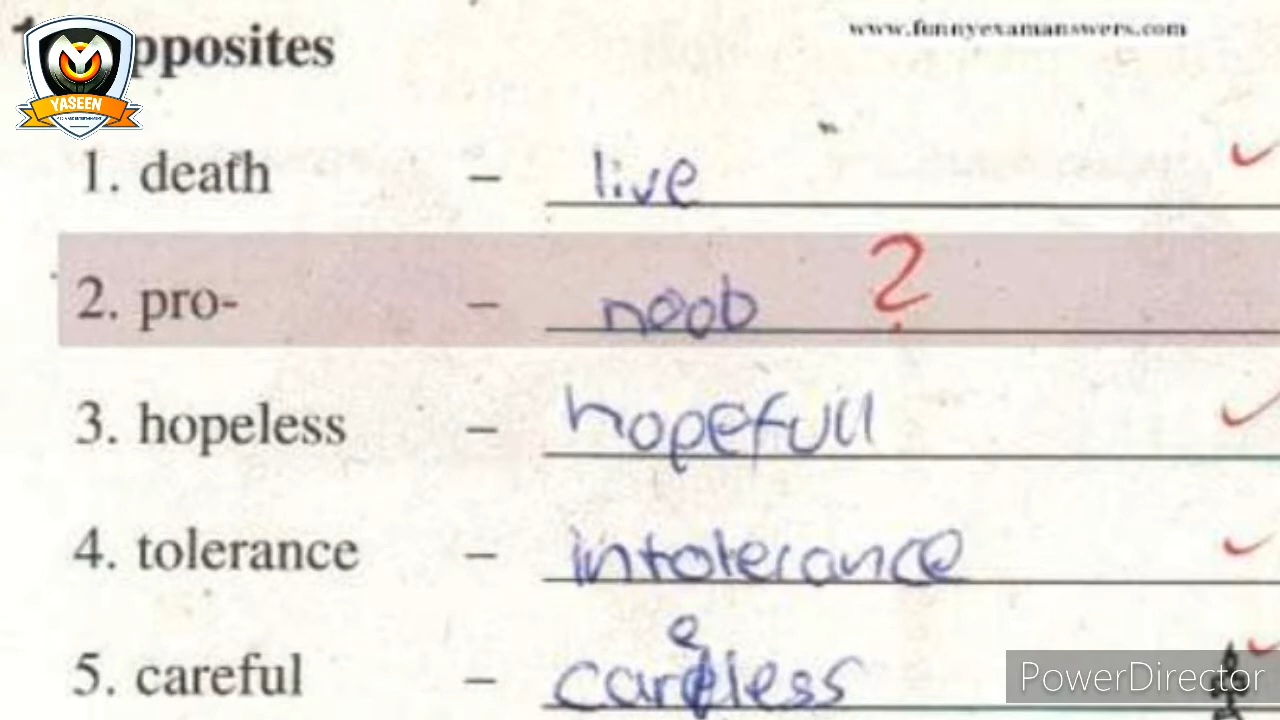 www.funnyexamanswers.com
pposites
YASEEN
1. death – live
2. pro- – noob ?
3. hopeless – hopefull
4. tolerance – intolerance
5. careful – careless
PowerDirector